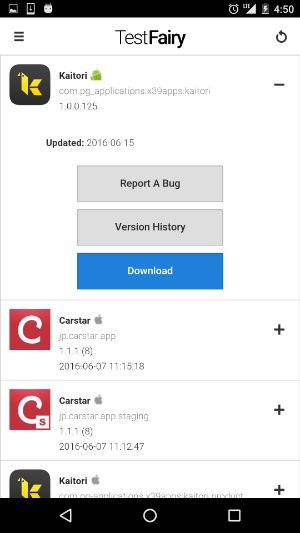 LTE 4:50
TestFairy
Kaitori
com.pg_applications.x39apps.kaitori
1.0.0.125
Updated: 2016-06-15
Report A Bug
Version History
Download
Carstar
jp.carstar.app
1.1.1 (8)
2016-06-07 11:15:18
Carstar
jp.carstar.app.staging
1.1.1 (8)
2016-06-07 11:12:47
S
Kaitori
com.pg-applications.x39apps.kaitori.product